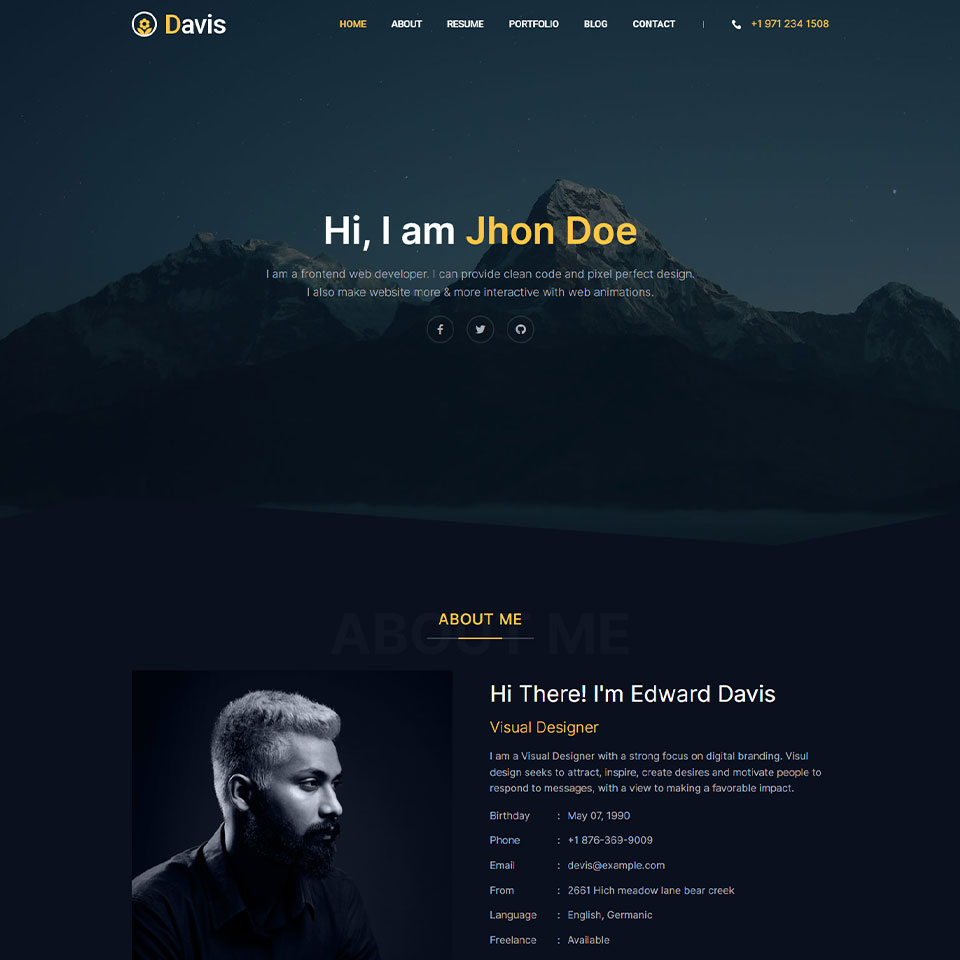 Davis
HOME ABOUT RESUME PORTFOLIO BLOG CONTACT | +1 971 234 1508
Hi, I am Jhon Doe
I am a frontend web developer. I can provide clean code and pixel perfect design.
I also make website more & more interactive with web animations.
ABOUT ME
ABOUT ME
Hi There! I'm Edward Davis
Visual Designer
I am a Visual Designer with a strong focus on digital branding. Visul
design seeks to attract, inspire, create desires and motivate people to
respond to messages, with a view to making a favorable impact.
Birthday : May 07, 1990
Phone : +1 876-369-9009
Email : devis@example.com
From : 2661 Hich meadow lane bear creek
Language : English, Germanic
Freelance : Available